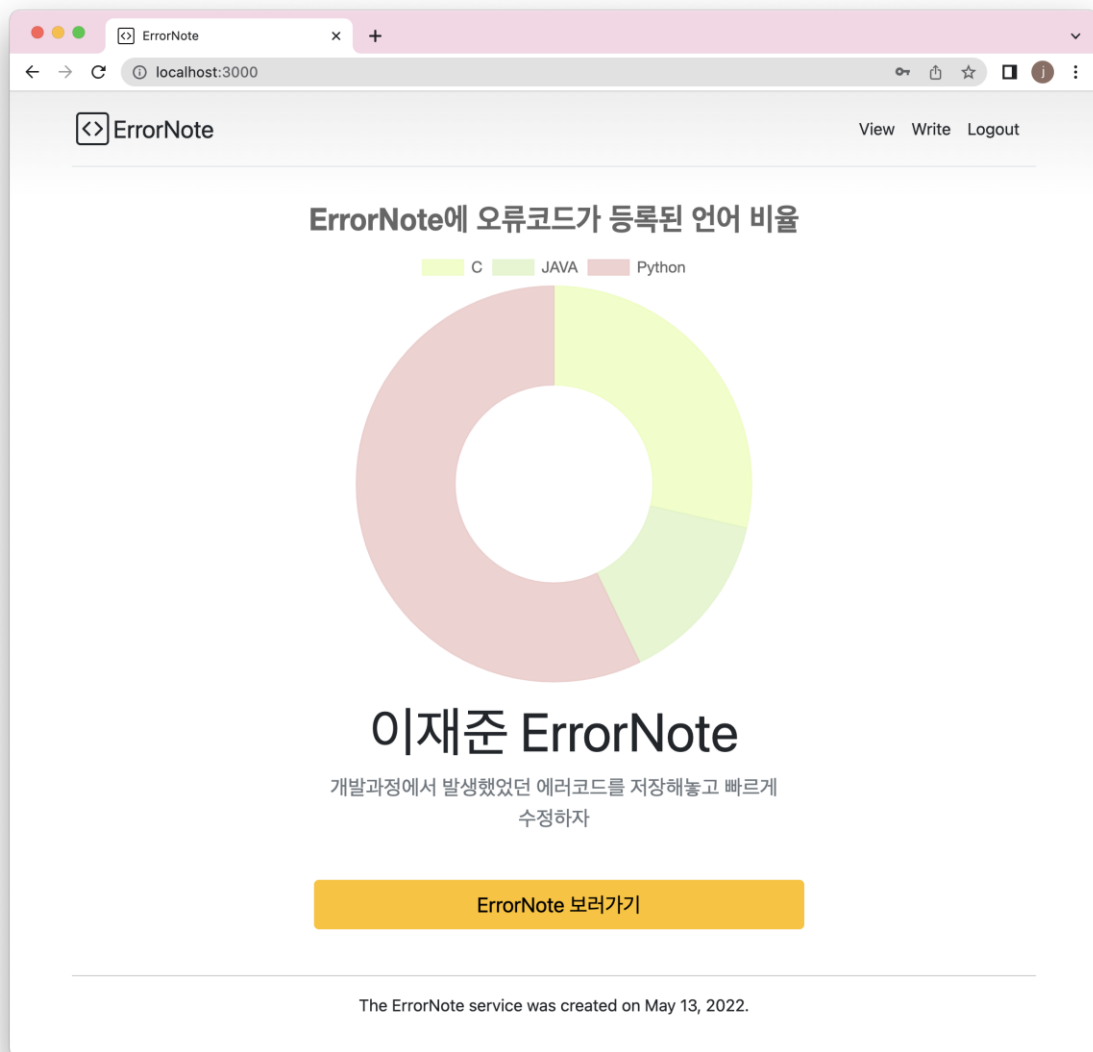 ErrorNote
localhost:3000
j
ErrorNote
View Write Logout
ErrorNote에 오류코드가 등록된 언어 비율
C JAVA Python
이재준 ErrorNote
개발과정에서 발생했었던 에러코드를 저장해놓고 빠르게
수정하자
ErrorNote 보러가기
The ErrorNote service was created on May 13, 2022.